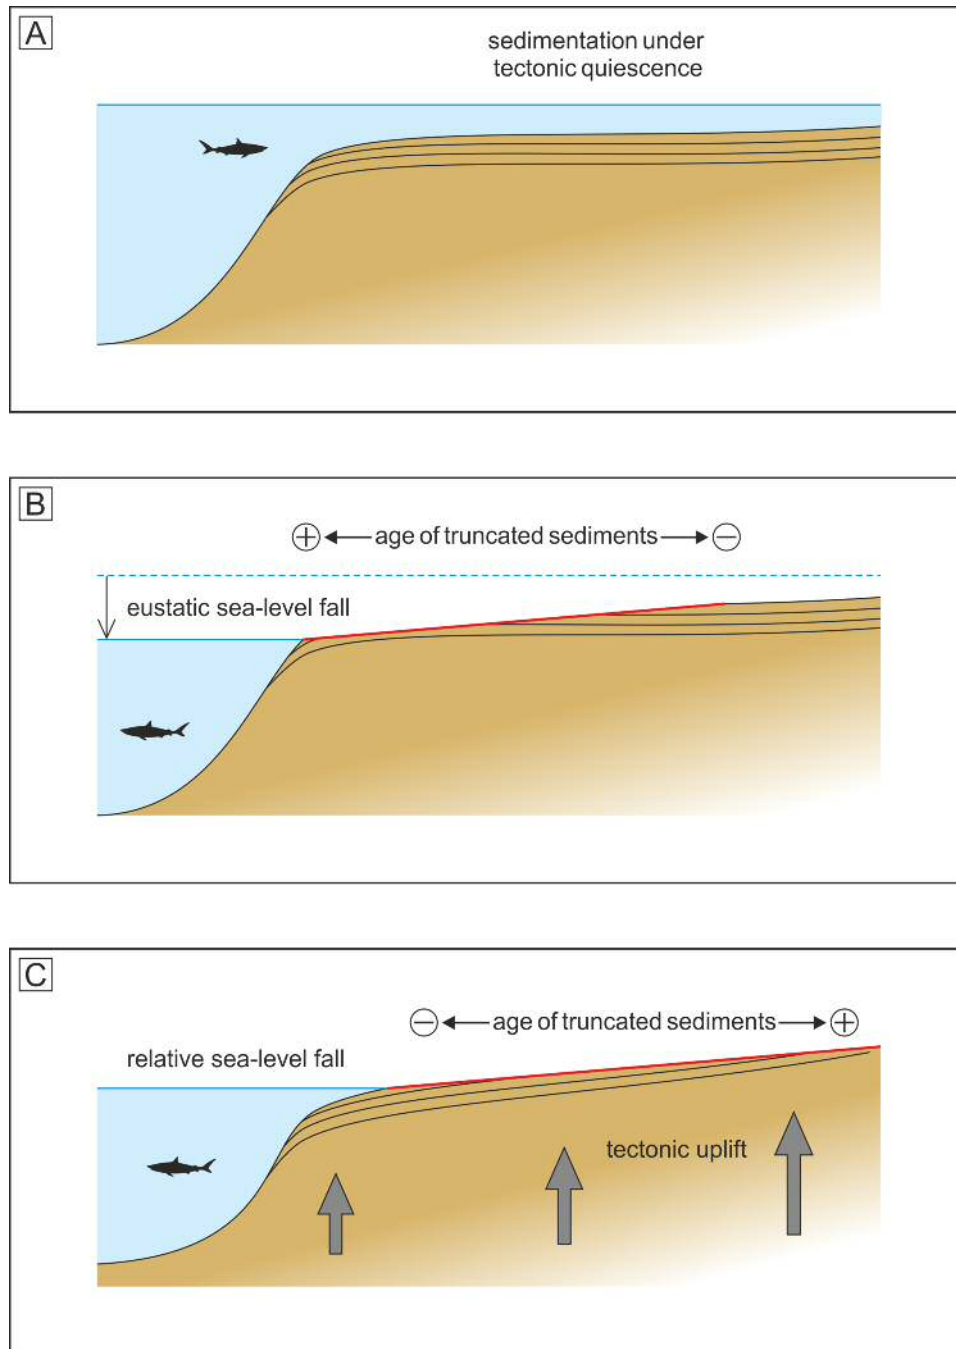 A
sedimentation under
tectonic quiescence
B
+ age of truncated sediments −
eustatic sea-level fall
C
− age of truncated sediments +
relative sea-level fall
tectonic uplift